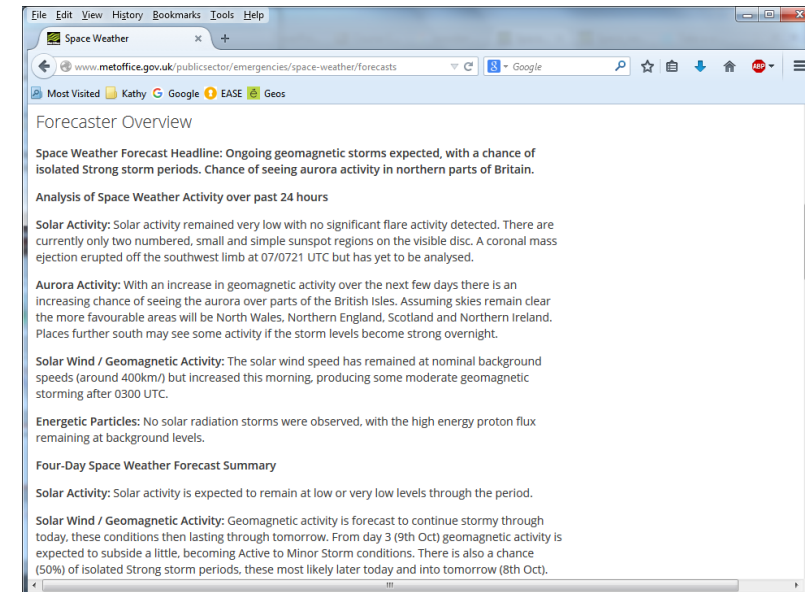 File Edit View History Bookmarks Tools Help
Space Weather × +
www.metoffice.gov.uk/publicsector/emergencies/space-weather/forecasts 8 Google ABP
Most Visited Kathy G Google EASE Geos
Forecaster Overview
Space Weather Forecast Headline: Ongoing geomagnetic storms expected, with a chance of
isolated Strong storm periods. Chance of seeing aurora activity in northern parts of Britain.
Analysis of Space Weather Activity over past 24 hours
Solar Activity: Solar activity remained very low with no significant flare activity detected. There are
currently only two numbered, small and simple sunspot regions on the visible disc. A coronal mass
ejection erupted off the southwest limb at 07/0721 UTC but has yet to be analysed.
Aurora Activity: With an increase in geomagnetic activity over the next few days there is an
increasing chance of seeing the aurora over parts of the British Isles. Assuming skies remain clear
the more favourable areas will be North Wales, Northern England, Scotland and Northern Ireland.
Places further south may see some activity if the storm levels become strong overnight.
Solar Wind / Geomagnetic Activity: The solar wind speed has remained at nominal background
speeds (around 400km/) but increased this morning, producing some moderate geomagnetic
storming after 0300 UTC.
Energetic Particles: No solar radiation storms were observed, with the high energy proton flux
remaining at background levels.
Four-Day Space Weather Forecast Summary
Solar Activity: Solar activity is expected to remain at low or very low levels through the period.
Solar Wind / Geomagnetic Activity: Geomagnetic activity is forecast to continue stormy through
today, these conditions then lasting through tomorrow. From day 3 (9th Oct) geomagnetic activity is
expected to subside a little, becoming Active to Minor Storm conditions. There is also a chance
(50%) of isolated Strong storm periods, these most likely later today and into tomorrow (8th Oct).